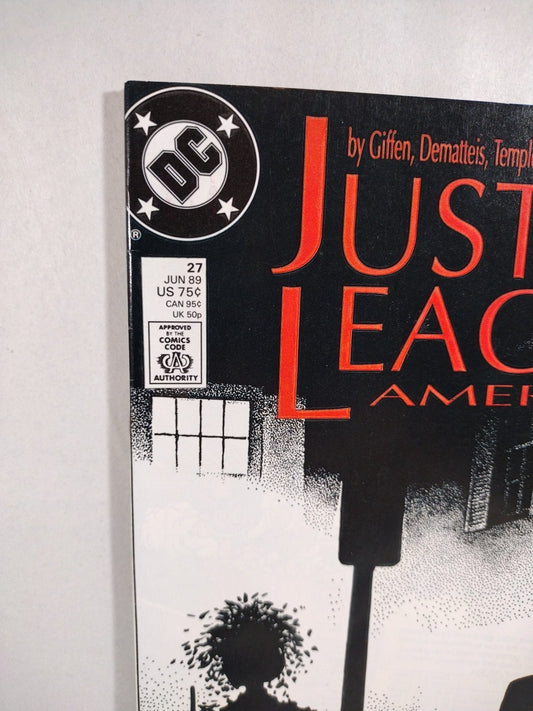 DC
®
27
JUN 89
US 75¢
CAN 95¢
UK 50p
APPROVED
BY THE
COMICS
CODE
AUTHORITY
by Giffen, Dematteis, Temple
JUST
LEAG
AMER